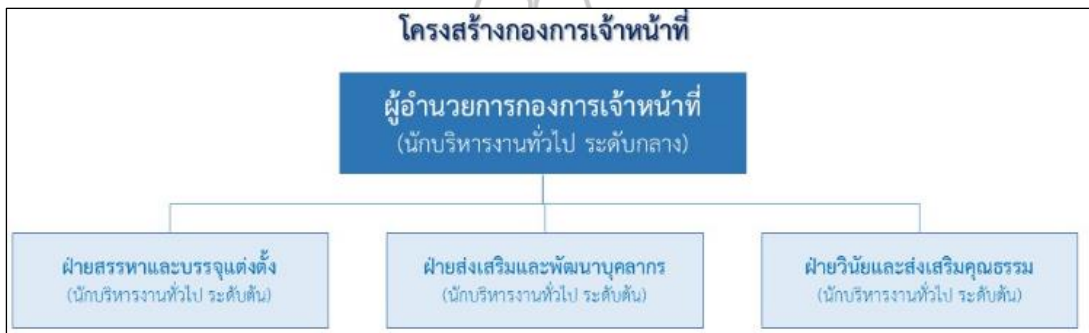 โครงสร้างกองการเจ้าหน้าที่
ผู้อำนวยการกองการเจ้าหน้าที่
(นักบริหารงานทั่วไป ระดับกลาง)
ฝ่ายสรรหาและบรรจุแต่งตั้ง
(นักบริหารงานทั่วไป ระดับต้น)
ฝ่ายส่งเสริมและพัฒนาบุคลากร
(นักบริหารงานทั่วไป ระดับต้น)
ฝ่ายวินัยและส่งเสริมคุณธรรม
(นักบริหารงานทั่วไป ระดับต้น)